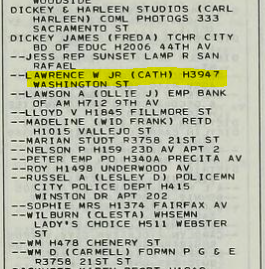 WOODSIDE
DICKEY & HARLEEN STUDIOS (CARL
HARLEEN) COML PHOTOGS 333
SACRAMENTO ST
DICKEY JAMES (FREDA) TCHR CITY
BD OF EDUC H2006 44TH AV
--JESS REP SUNSET LAMP R SAN
RAFAEL
--LAWRENCE W JR (CATH) H3947
WASHINGTON ST
--LAWSON A (OLLIE J) EMP BANK
OF AM H712 9TH AV
--LLOYD V H1845 FILLMORE ST
--MADELINE (WID FRANK) RETD
H1015 VALLEJO ST
--MARIAN STUDT R3758 21ST ST
--NELSON P H159 23D AV APT 2
--PETER EMP PO H340A PRECITA AV
--ROY H1498 UNDERWOOD AV
--RUSSEL A (LESLEY D) POLICEMN
CITY POLICE DEPT H415
WINSTON DR APT 202
--SOPHIE MRS H137A FAIRFAX AV
--WILBURN (CLESTA) WHSEMN
LADY'S CHOICE H511 WEBSTER
ST
--WM H478 CHENERY ST
--WM D (CARMELL) FORMN P G & E
R3758 21ST ST